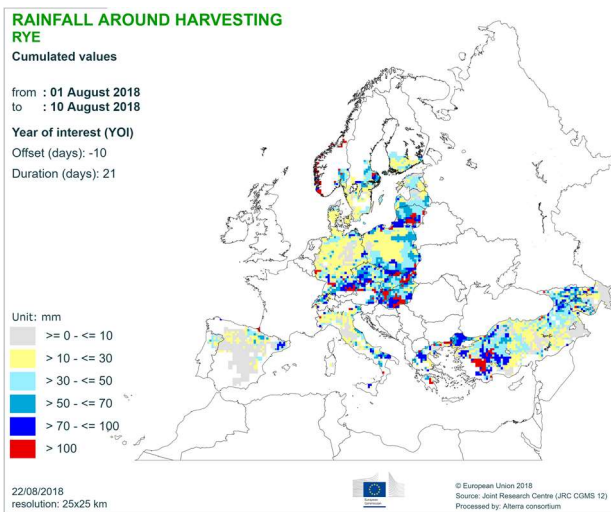 RAINFALL AROUND HARVESTING
RYE
Cumulated values
from : 01 August 2018
to : 10 August 2018
Year of interest (YOI)
Offset (days): -10
Duration (days): 21
Unit: mm
>= 0 - <= 10
> 10 - <= 30
> 30 - <= 50
> 50 - <= 70
> 70 - <= 100
> 100
22/08/2018
resolution: 25x25 km
© European Union 2018
Source: Joint Research Centre (JRC CGMS 12)
Processed by: Alterra consortium